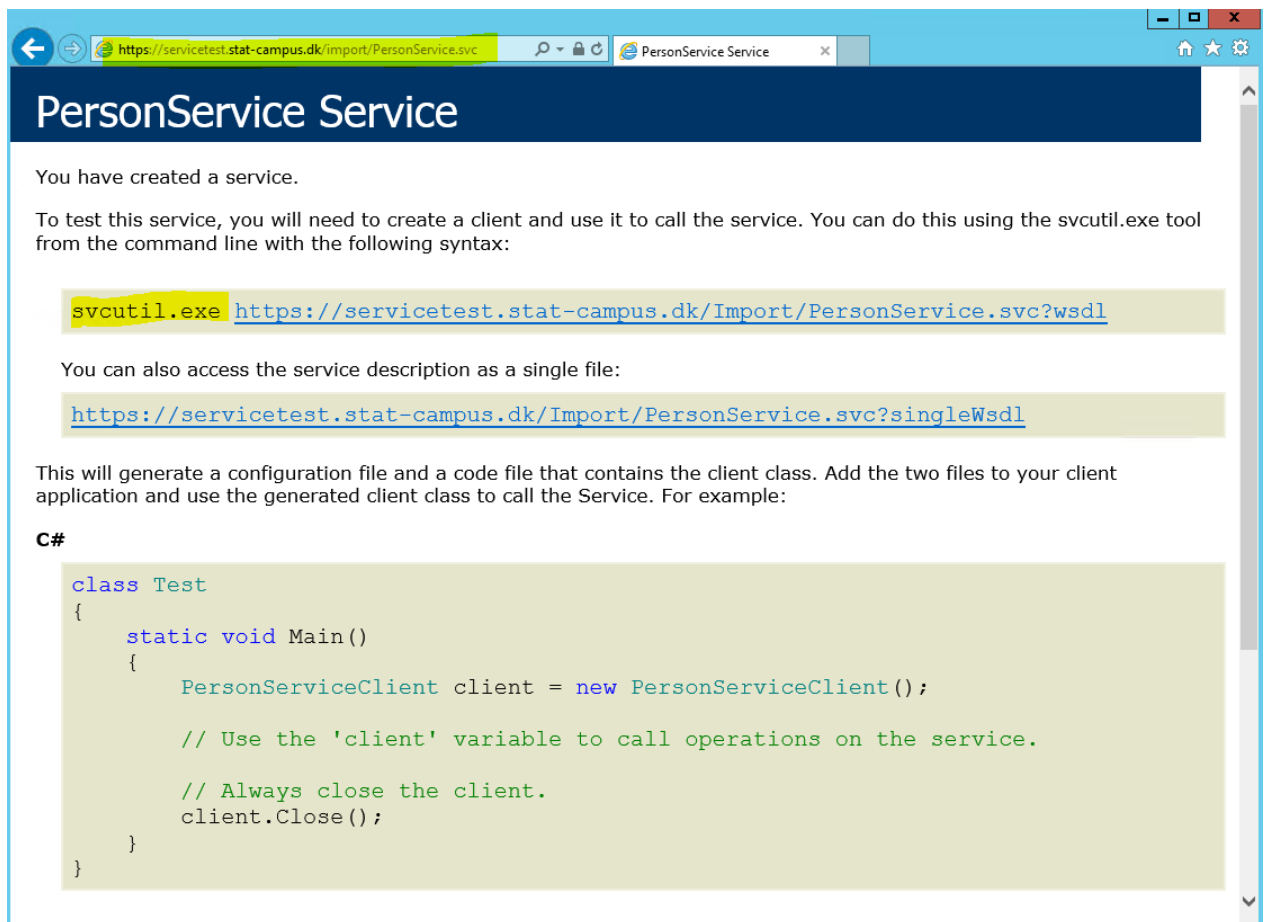 https://servicetest.stat-campus.dk/import/PersonService.svc
PersonService Service
PersonService Service
You have created a service.
To test this service, you will need to create a client and use it to call the service. You can do this using the svcutil.exe tool
from the command line with the following syntax:
svcutil.exe https://servicetest.stat-campus.dk/Import/PersonService.svc?wsdl
You can also access the service description as a single file:
https://servicetest.stat-campus.dk/Import/PersonService.svc?singleWsdl
This will generate a configuration file and a code file that contains the client class. Add the two files to your client
application and use the generated client class to call the Service. For example:
C#
class Test
{
    static void Main()
    {
        PersonServiceClient client = new PersonServiceClient();
        // Use the 'client' variable to call operations on the service.
        // Always close the client.
        client.Close();
    }
}